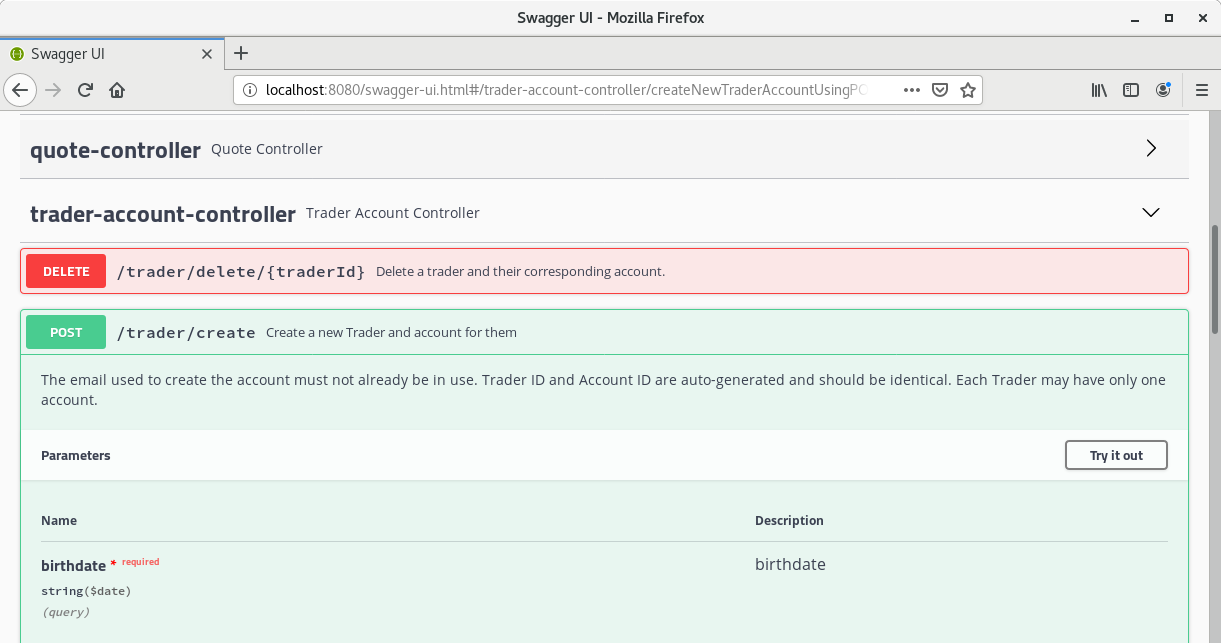 Swagger UI - Mozilla Firefox
Swagger UI
localhost:8080/swagger-ui.html#/trader-account-controller/createNewTraderAccountUsingPO
quote-controller Quote Controller
trader-account-controller Trader Account Controller
DELETE /trader/delete/{traderId} Delete a trader and their corresponding account.
POST /trader/create Create a new Trader and account for them
The email used to create the account must not already be in use. Trader ID and Account ID are auto-generated and should be identical. Each Trader may have only one
account.
Parameters Try it out
Name Description
birthdate * required birthdate
string($date)
(query)